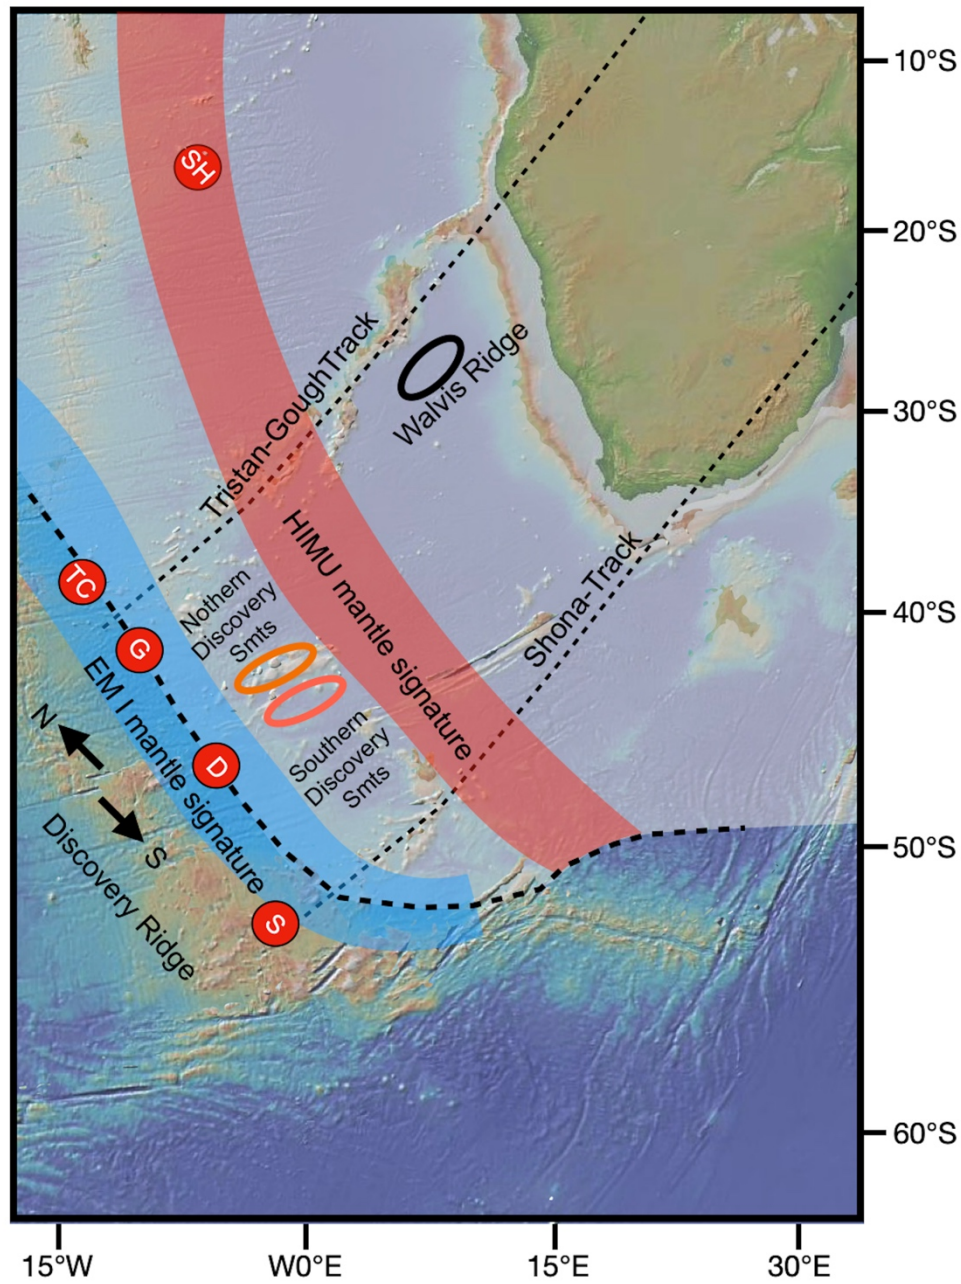 10°S
SH
20°S
Tristan-GoughTrack
Walvis Ridge
30°S
HIMU mantle signature
TC
Nothern
Discovery
Smts
Shona-Track
40°S
G
EM I mantle signature
N
Southern
Discovery
Smts
D
S
Discovery Ridge
50°S
S
60°S
15°W
W0°E
15°E
30°E